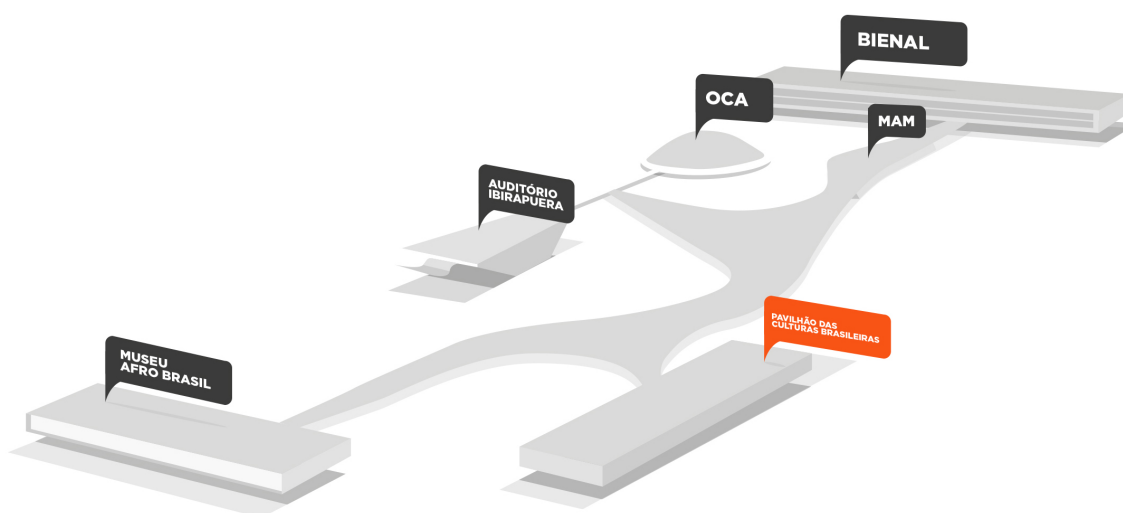 BIENAL
OCA
MAM
AUDITÓRIO
IBIRAPUERA
PAVILHÃO DAS
CULTURAS BRASILEIRAS
MUSEU
AFRO BRASIL